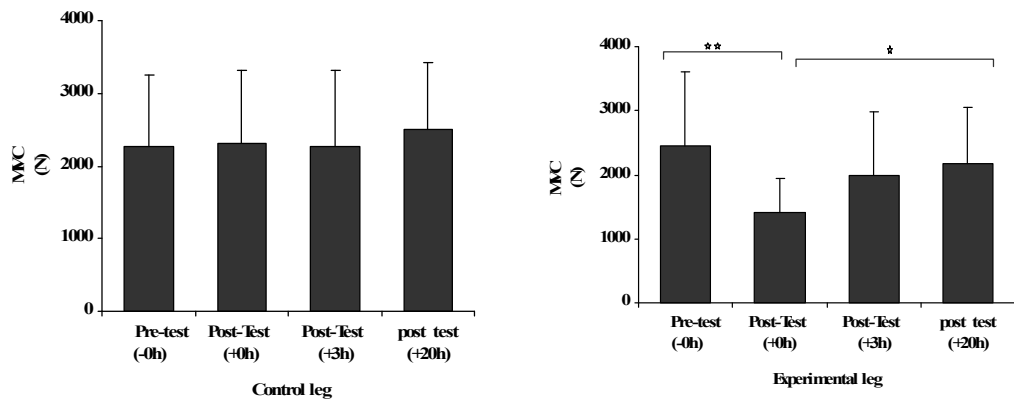 4000
3000
2000
1000
0
MVC
(N)
Pre-test Post-Test Post-Test post test
(-0h) (+0h) (+3h) (+20h)
Control leg
4000
3000
2000
1000
0
MVC
(N)
Pre-test Post-Test Post-Test post test
(-0h) (+0h) (+3h) (+20h)
Experimental leg